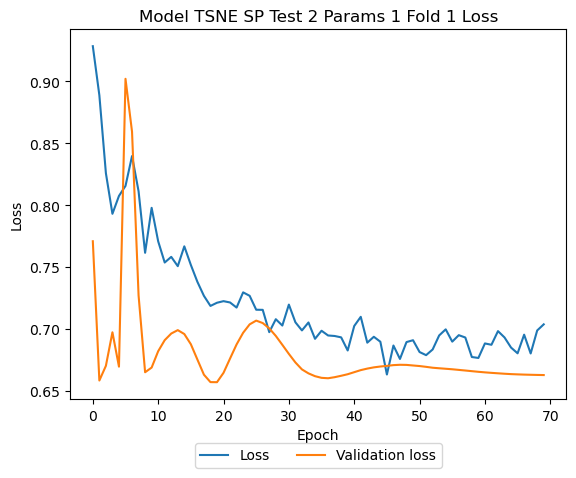 Model TSNE SP Test 2 Params 1 Fold 1 Loss
Loss
0.90
0.85
0.80
0.75
0.70
0.65
0 10 20 30 40 50 60 70
Epoch
Loss Validation loss